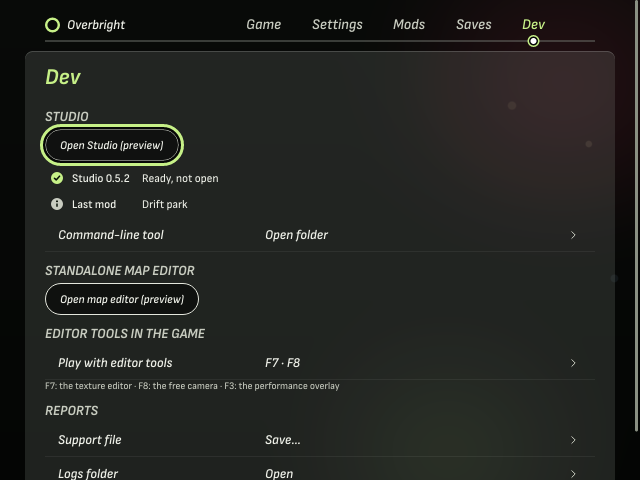 Overbright
Game Settings Mods Saves Dev
Dev
STUDIO
Open Studio (preview)
Studio 0.5.2 Ready, not open
Last mod Drift park
Command-line tool Open folder
STANDALONE MAP EDITOR
Open map editor (preview)
EDITOR TOOLS IN THE GAME
Play with editor tools F7 · F8
F7: the texture editor · F8: the free camera · F3: the performance overlay
REPORTS
Support file Save...
Logs folder Open